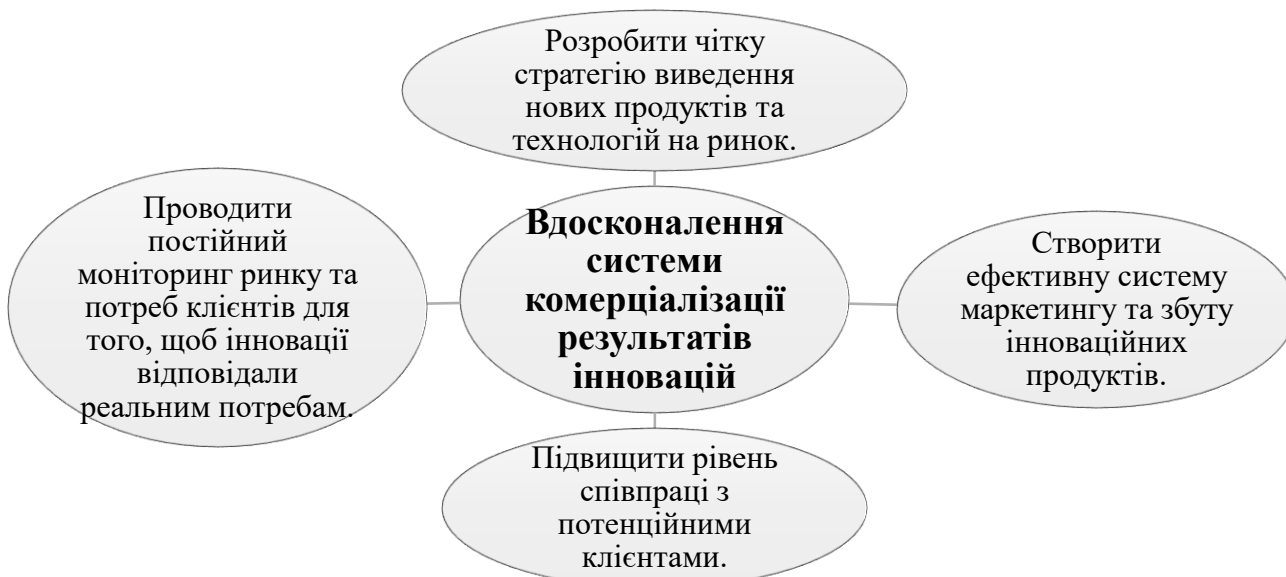 Розробити чітку
стратегію виведення
нових продуктів та
технологій на ринок.
Проводити
постійний
моніторинг ринку та
потреб клієнтів для
того, щоб інновації
відповідали
реальним потребам.
Вдосконалення
системи
комерціалізації
результатів
інновацій
Створити
ефективну систему
маркетингу та збуту
інноваційних
продуктів.
Підвищити рівень
співпраці з
потенційними
клієнтами.